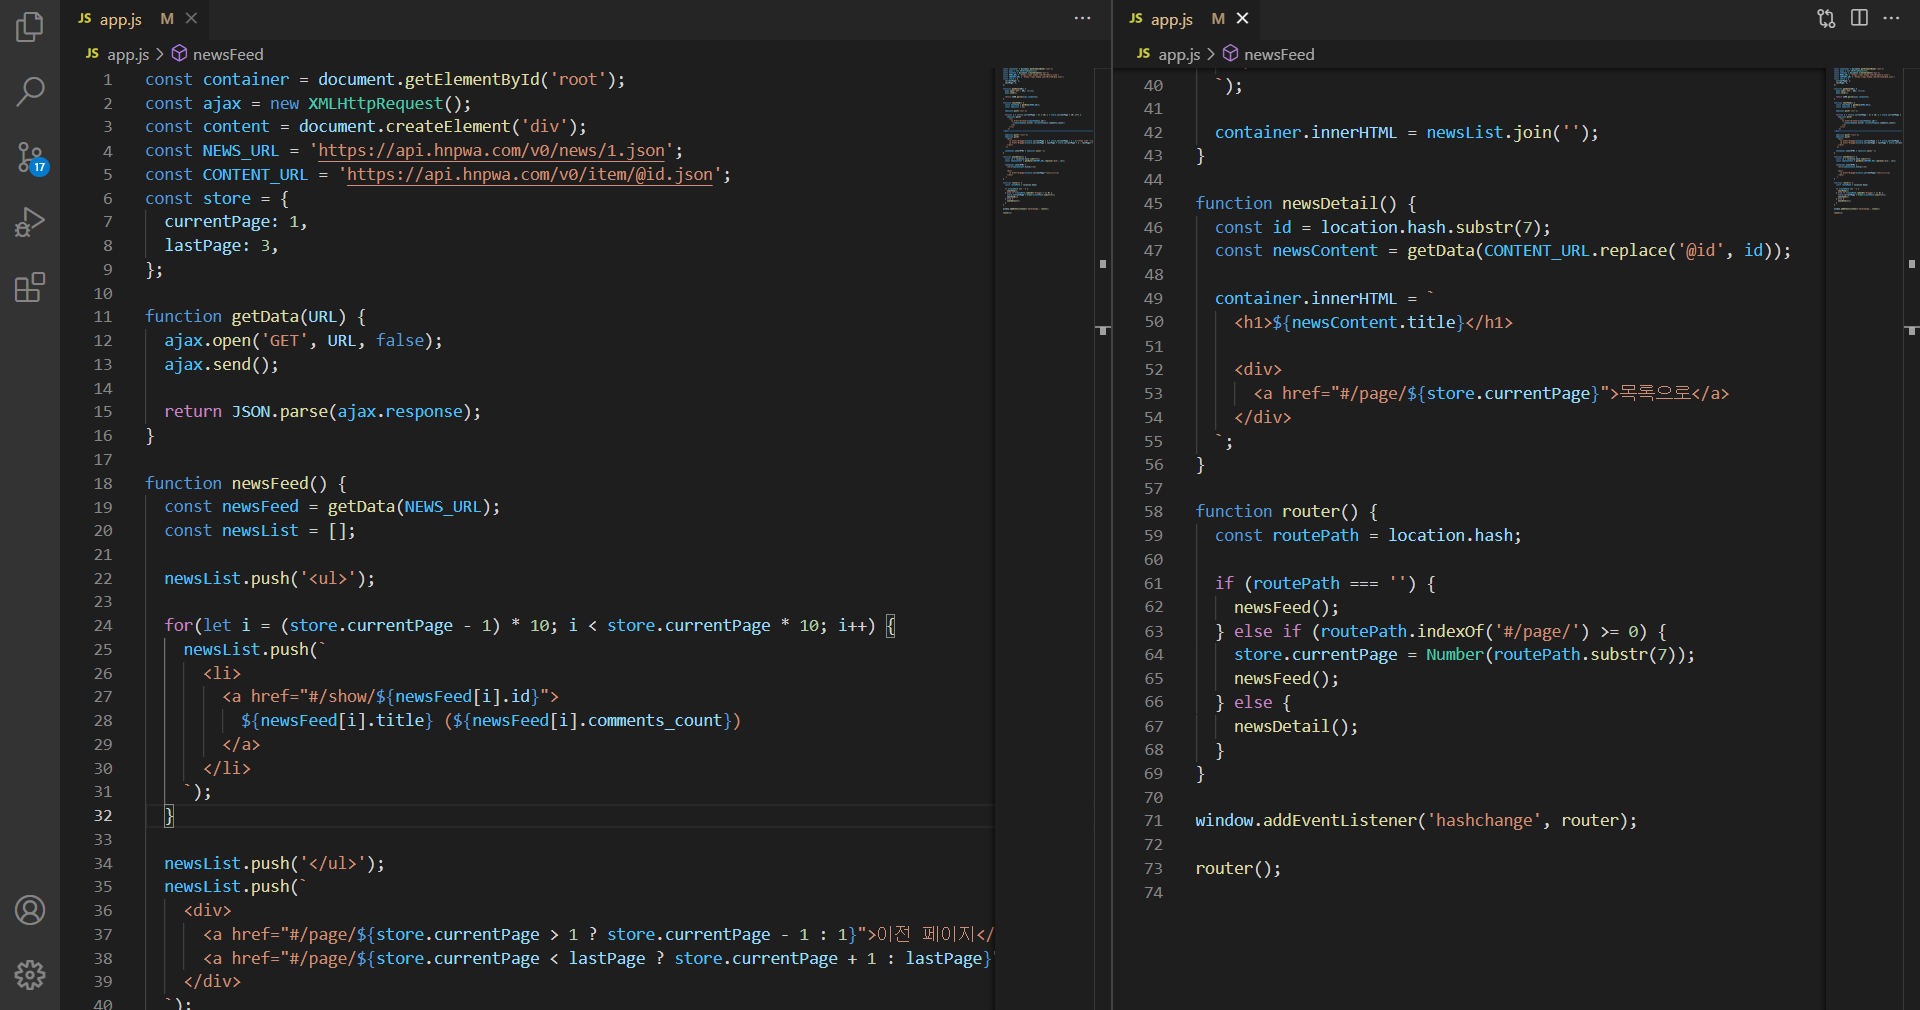 JS app.js M
JS app.js > newsFeed
17
1 const container = document.getElementById('root');
2 const ajax = new XMLHttpRequest();
3 const content = document.createElement('div');
4 const NEWS_URL = 'https://api.hnpwa.com/v0/news/1.json';
5 const CONTENT_URL = 'https://api.hnpwa.com/v0/item/@id.json';
6 const store = {
7   currentPage: 1,
8   lastPage: 3,
9 };
10
11 function getData(URL) {
12   ajax.open('GET', URL, false);
13   ajax.send();
14
15   return JSON.parse(ajax.response);
16 }
17
18 function newsFeed() {
19   const newsFeed = getData(NEWS_URL);
20   const newsList = [];
21
22   newsList.push('<ul>');
23
24   for(let i = (store.currentPage - 1) * 10; i < store.currentPage * 10; i++) {
25     newsList.push(`
26       <li>
27         <a href="#/show/${newsFeed[i].id}">
28           ${newsFeed[i].title} (${newsFeed[i].comments_count})
29         </a>
30       </li>
31     `);
32   }
33
34   newsList.push('</ul>');
35   newsList.push(`
36     <div>
37       <a href="#/page/${store.currentPage > 1 ? store.currentPage - 1 : 1}">이전 페이지</
38       <a href="#/page/${store.currentPage < lastPage ? store.currentPage + 1 : lastPage}
39     </div>
40   `);
JS app.js M
JS app.js > newsFeed
40   `);
41
42   container.innerHTML = newsList.join('');
43 }
44
45 function newsDetail() {
46   const id = location.hash.substr(7);
47   const newsContent = getData(CONTENT_URL.replace('@id', id));
48
49   container.innerHTML = `
50     <h1>${newsContent.title}</h1>
51
52     <div>
53       <a href="#/page/${store.currentPage}">목록으로</a>
54     </div>
55   `;
56 }
57
58 function router() {
59   const routePath = location.hash;
60
61   if (routePath === '') {
62     newsFeed();
63   } else if (routePath.indexOf('#/page/') >= 0) {
64     store.currentPage = Number(routePath.substr(7));
65     newsFeed();
66   } else {
67     newsDetail();
68   }
69 }
70
71 window.addEventListener('hashchange', router);
72
73 router();
74